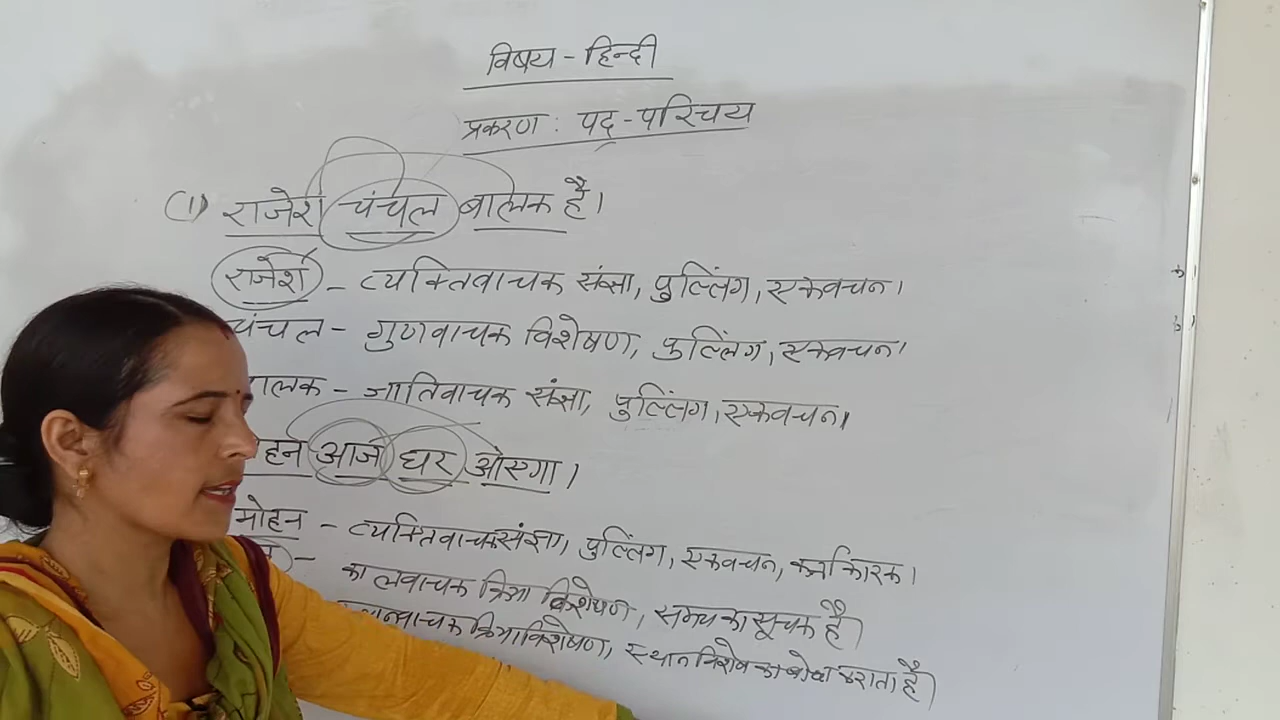 विषय - हिन्दी
प्रकरण : पद-परिचय
(1) राजेश चंचल बालक है।
राजेश - व्यक्तिवाचक संज्ञा, पुल्लिंग, एकवचन।
चंचल - गुणवाचक विशेषण, पुल्लिंग, एकवचन।
बालक - जातिवाचक संज्ञा, पुल्लिंग, एकवचन।
मोहन आज घर आएगा।
मोहन - व्यक्तिवाचक संज्ञा, पुल्लिंग, एकवचन, कर्ता कारक।
- कालवाचक क्रिया विशेषण, समय का सूचक है।
स्थानवाचक क्रियाविशेषण, स्थान विशेष का बोध कराता है।